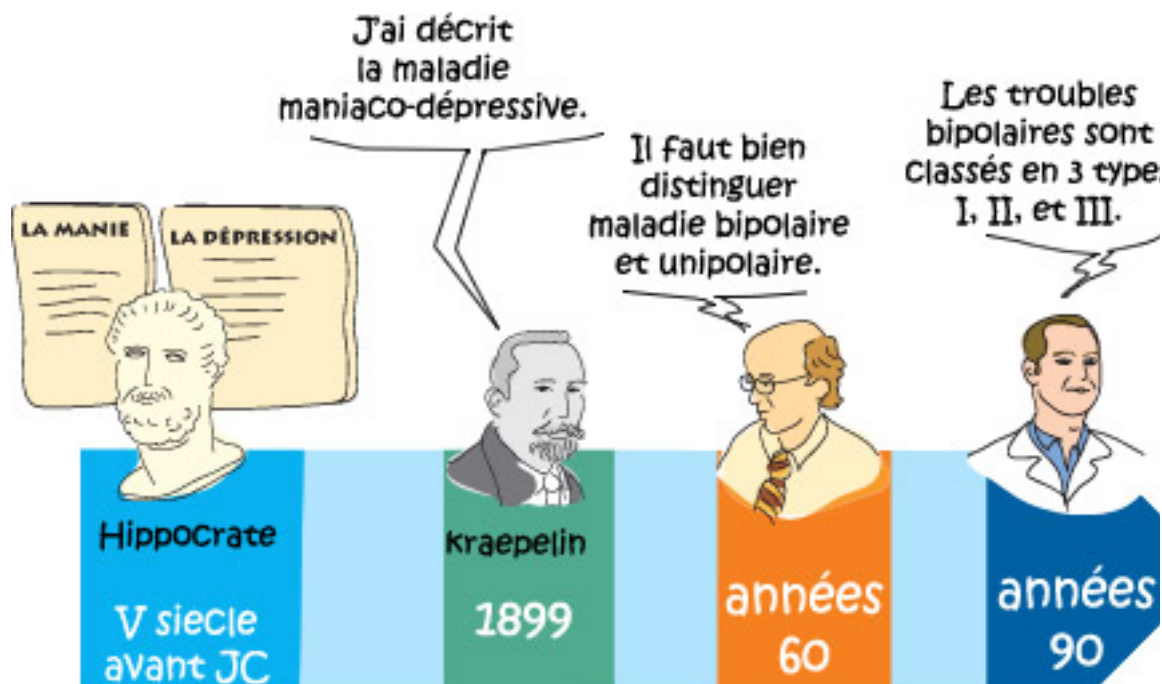 LA MANIE
LA DÉPRESSION
Hippocrate
V siecle
avant JC
J'ai décrit
la maladie
maniaco-dépressive.
Kraepelin
1899
Il faut bien
distinguer
maladie bipolaire
et unipolaire.
années
60
Les troubles
bipolaires sont
classés en 3 types
I, II, et III.
années
90